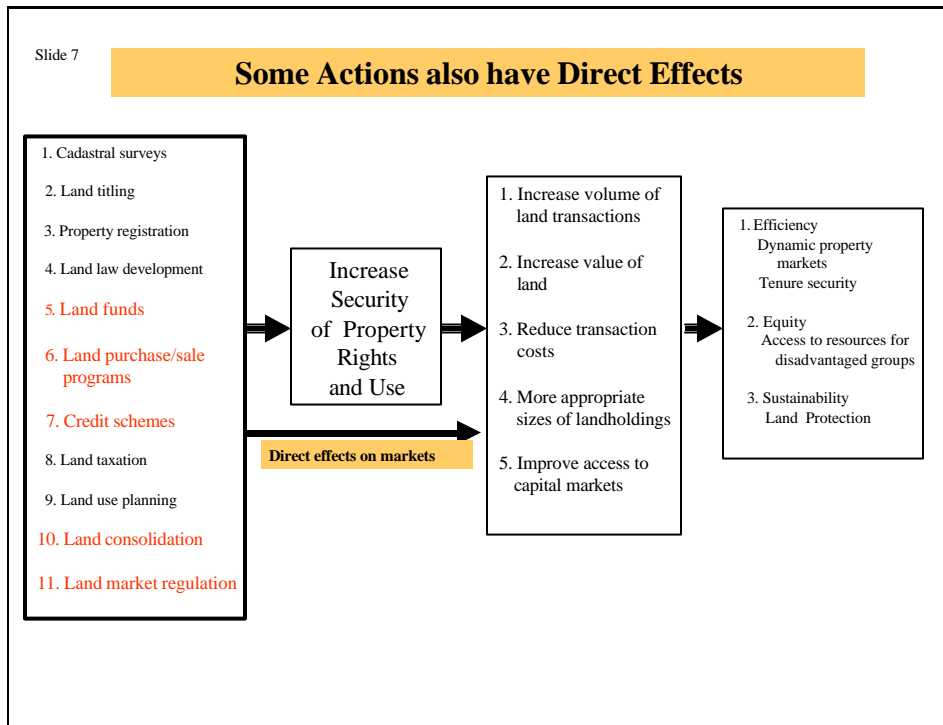 Slide 7
Some Actions also have Direct Effects
1. Cadastral surveys
2. Land titling
3. Property registration
4. Land law development
5. Land funds
6. Land purchase/sale
programs
7. Credit schemes
8. Land taxation
9. Land use planning
10. Land consolidation
11. Land market regulation
Increase
Security
of Property
Rights
and Use
Direct effects on markets
1. Increase volume of
land transactions
2. Increase value of
land
3. Reduce transaction
costs
4. More appropriate
sizes of landholdings
5. Improve access to
capital markets
1. Efficiency
Dynamic property
markets
Tenure security
2. Equity
Access to resources for
disadvantaged groups
3. Sustainability
Land Protection